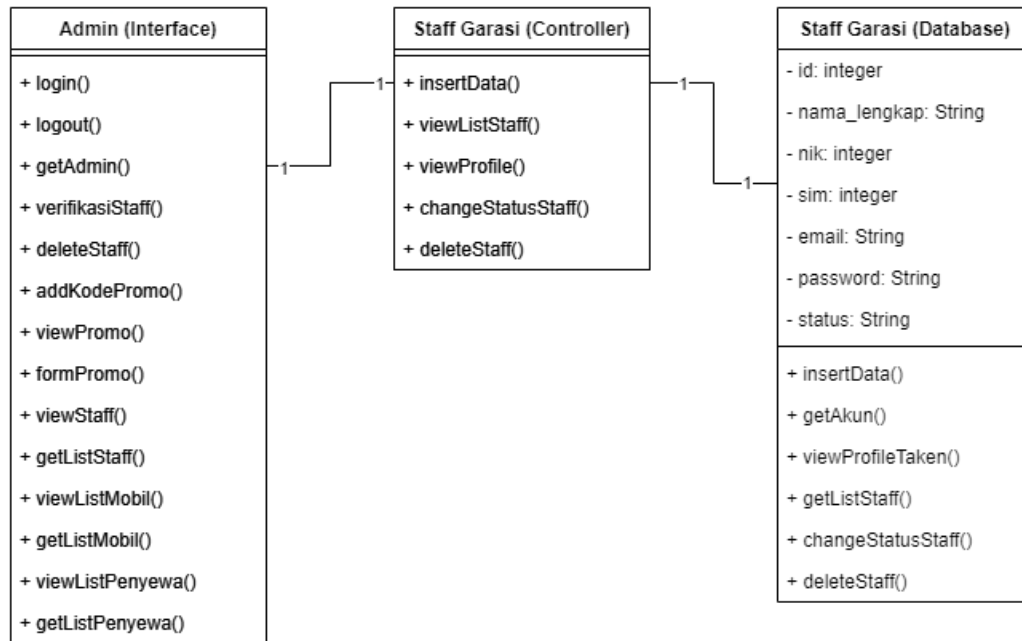 Admin (Interface)
+ login()
+ logout()
+ getAdmin()
+ verifikasiStaff()
+ deleteStaff()
+ addKodePromo()
+ viewPromo()
+ formPromo()
+ viewStaff()
+ getListStaff()
+ viewListMobil()
+ getListMobil()
+ viewListPenyewa()
+ getListPenyewa()
1
1
Staff Garasi (Controller)
+ insertData()
+ viewListStaff()
+ viewProfile()
+ changeStatusStaff()
+ deleteStaff()
1
1
Staff Garasi (Database)
- id: integer
- nama_lengkap: String
- nik: integer
- sim: integer
- email: String
- password: String
- status: String
+ insertData()
+ getAkun()
+ viewProfileTaken()
+ getListStaff()
+ changeStatusStaff()
+ deleteStaff()